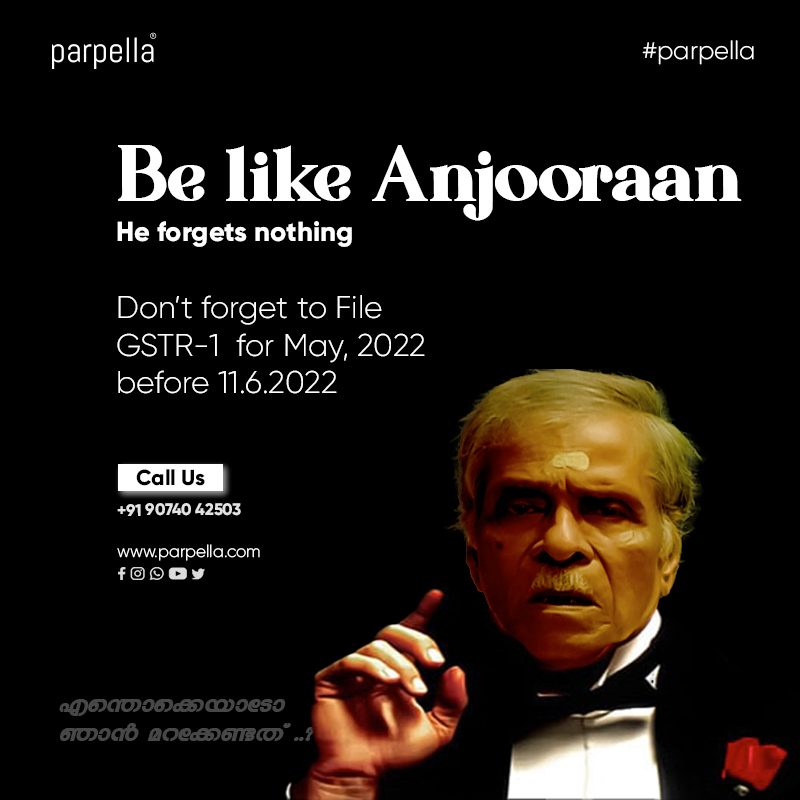 parpella®
#parpella
Be like Anjooraan
He forgets nothing
Don't forget to File
GSTR-1 for May, 2022
before 11.6.2022
Call Us
+91 90740 42503
www.parpella.com
എന്തൊക്കെയാടോ
ഞാൻ മറക്കേണ്ടത് ..?